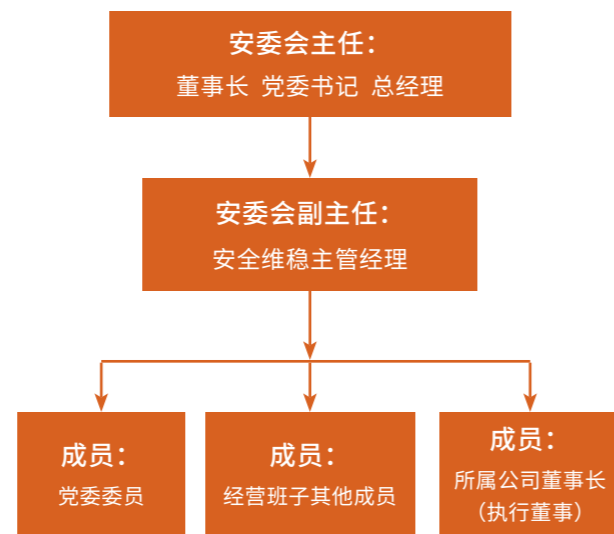 安委会主任：
董事长 党委书记 总经理
安委会副主任：
安全维稳主管经理
成员：
党委委员
成员：
经营班子其他成员
成员：
所属公司董事长
（执行董事）